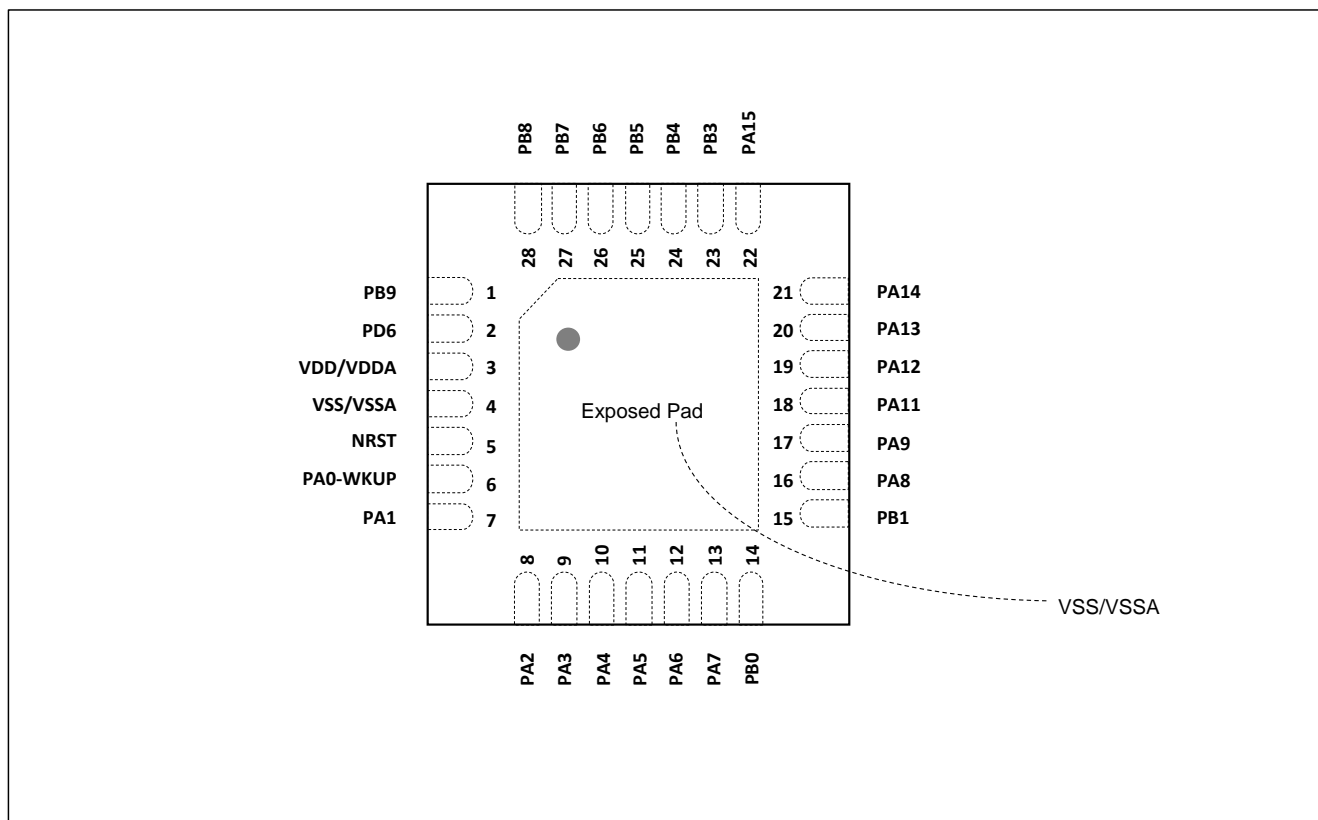 PB8 PB7 PB6 PB5 PB4 PB3 PA15
28 27 26 25 24 23 22
PB9 1 21 PA14
PD6 2 20 PA13
VDD/VDDA 3 19 PA12
VSS/VSSA 4 Exposed Pad 18 PA11
NRST 5 17 PA9
PA0-WKUP 6 16 PA8
PA1 7 15 PB1
8 9 10 11 12 13 14
VSS/VSSA
PA2 PA3 PA4 PA5 PA6 PA7 PB0